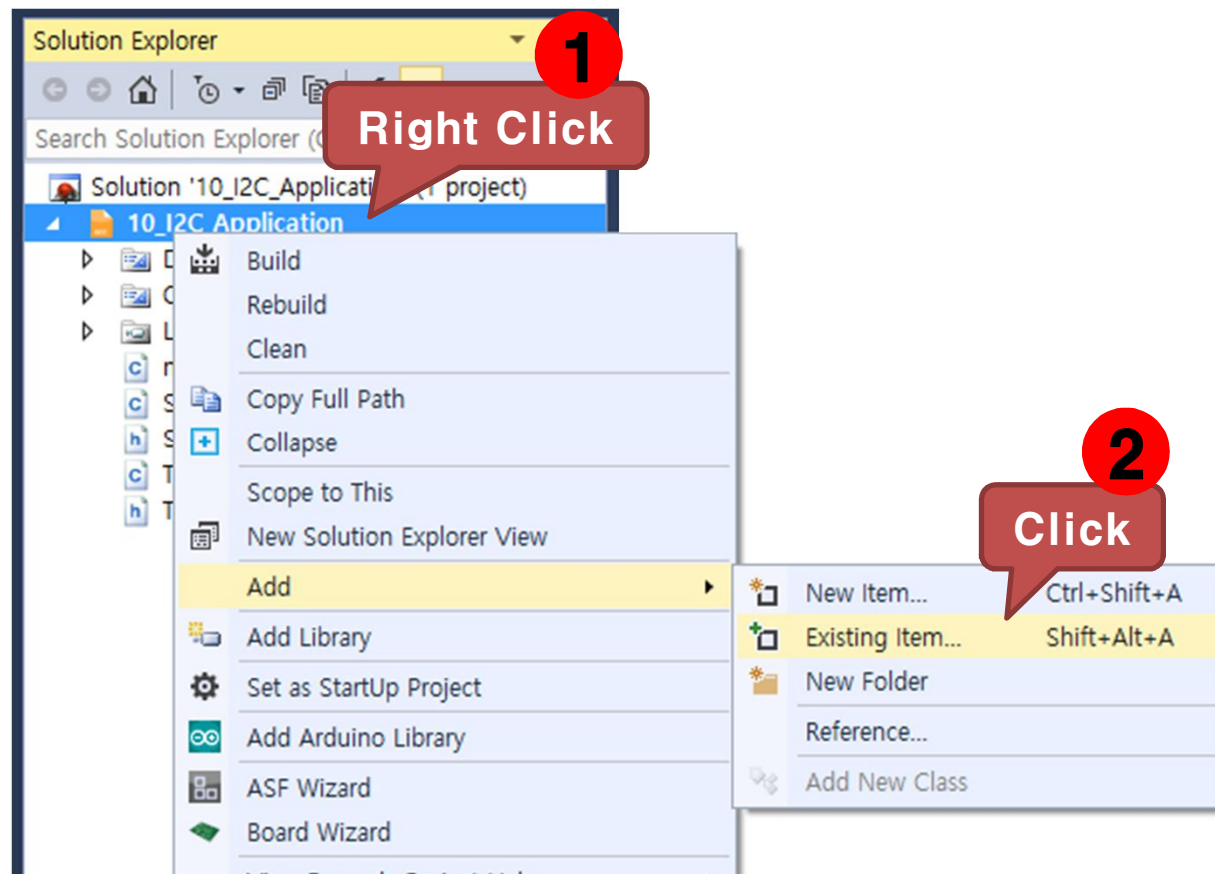 Solution Explorer
1
Right Click
Search Solution Explorer (
Solution '10_I2C_Applicati project)
10_I2C_Application
Build
Rebuild
Clean
Copy Full Path
Collapse
Scope to This
New Solution Explorer View
2
Click
Add
New Item... Ctrl+Shift+A
Add Library
Existing Item... Shift+Alt+A
Set as StartUp Project
New Folder
Add Arduino Library
Reference...
ASF Wizard
Add New Class
Board Wizard